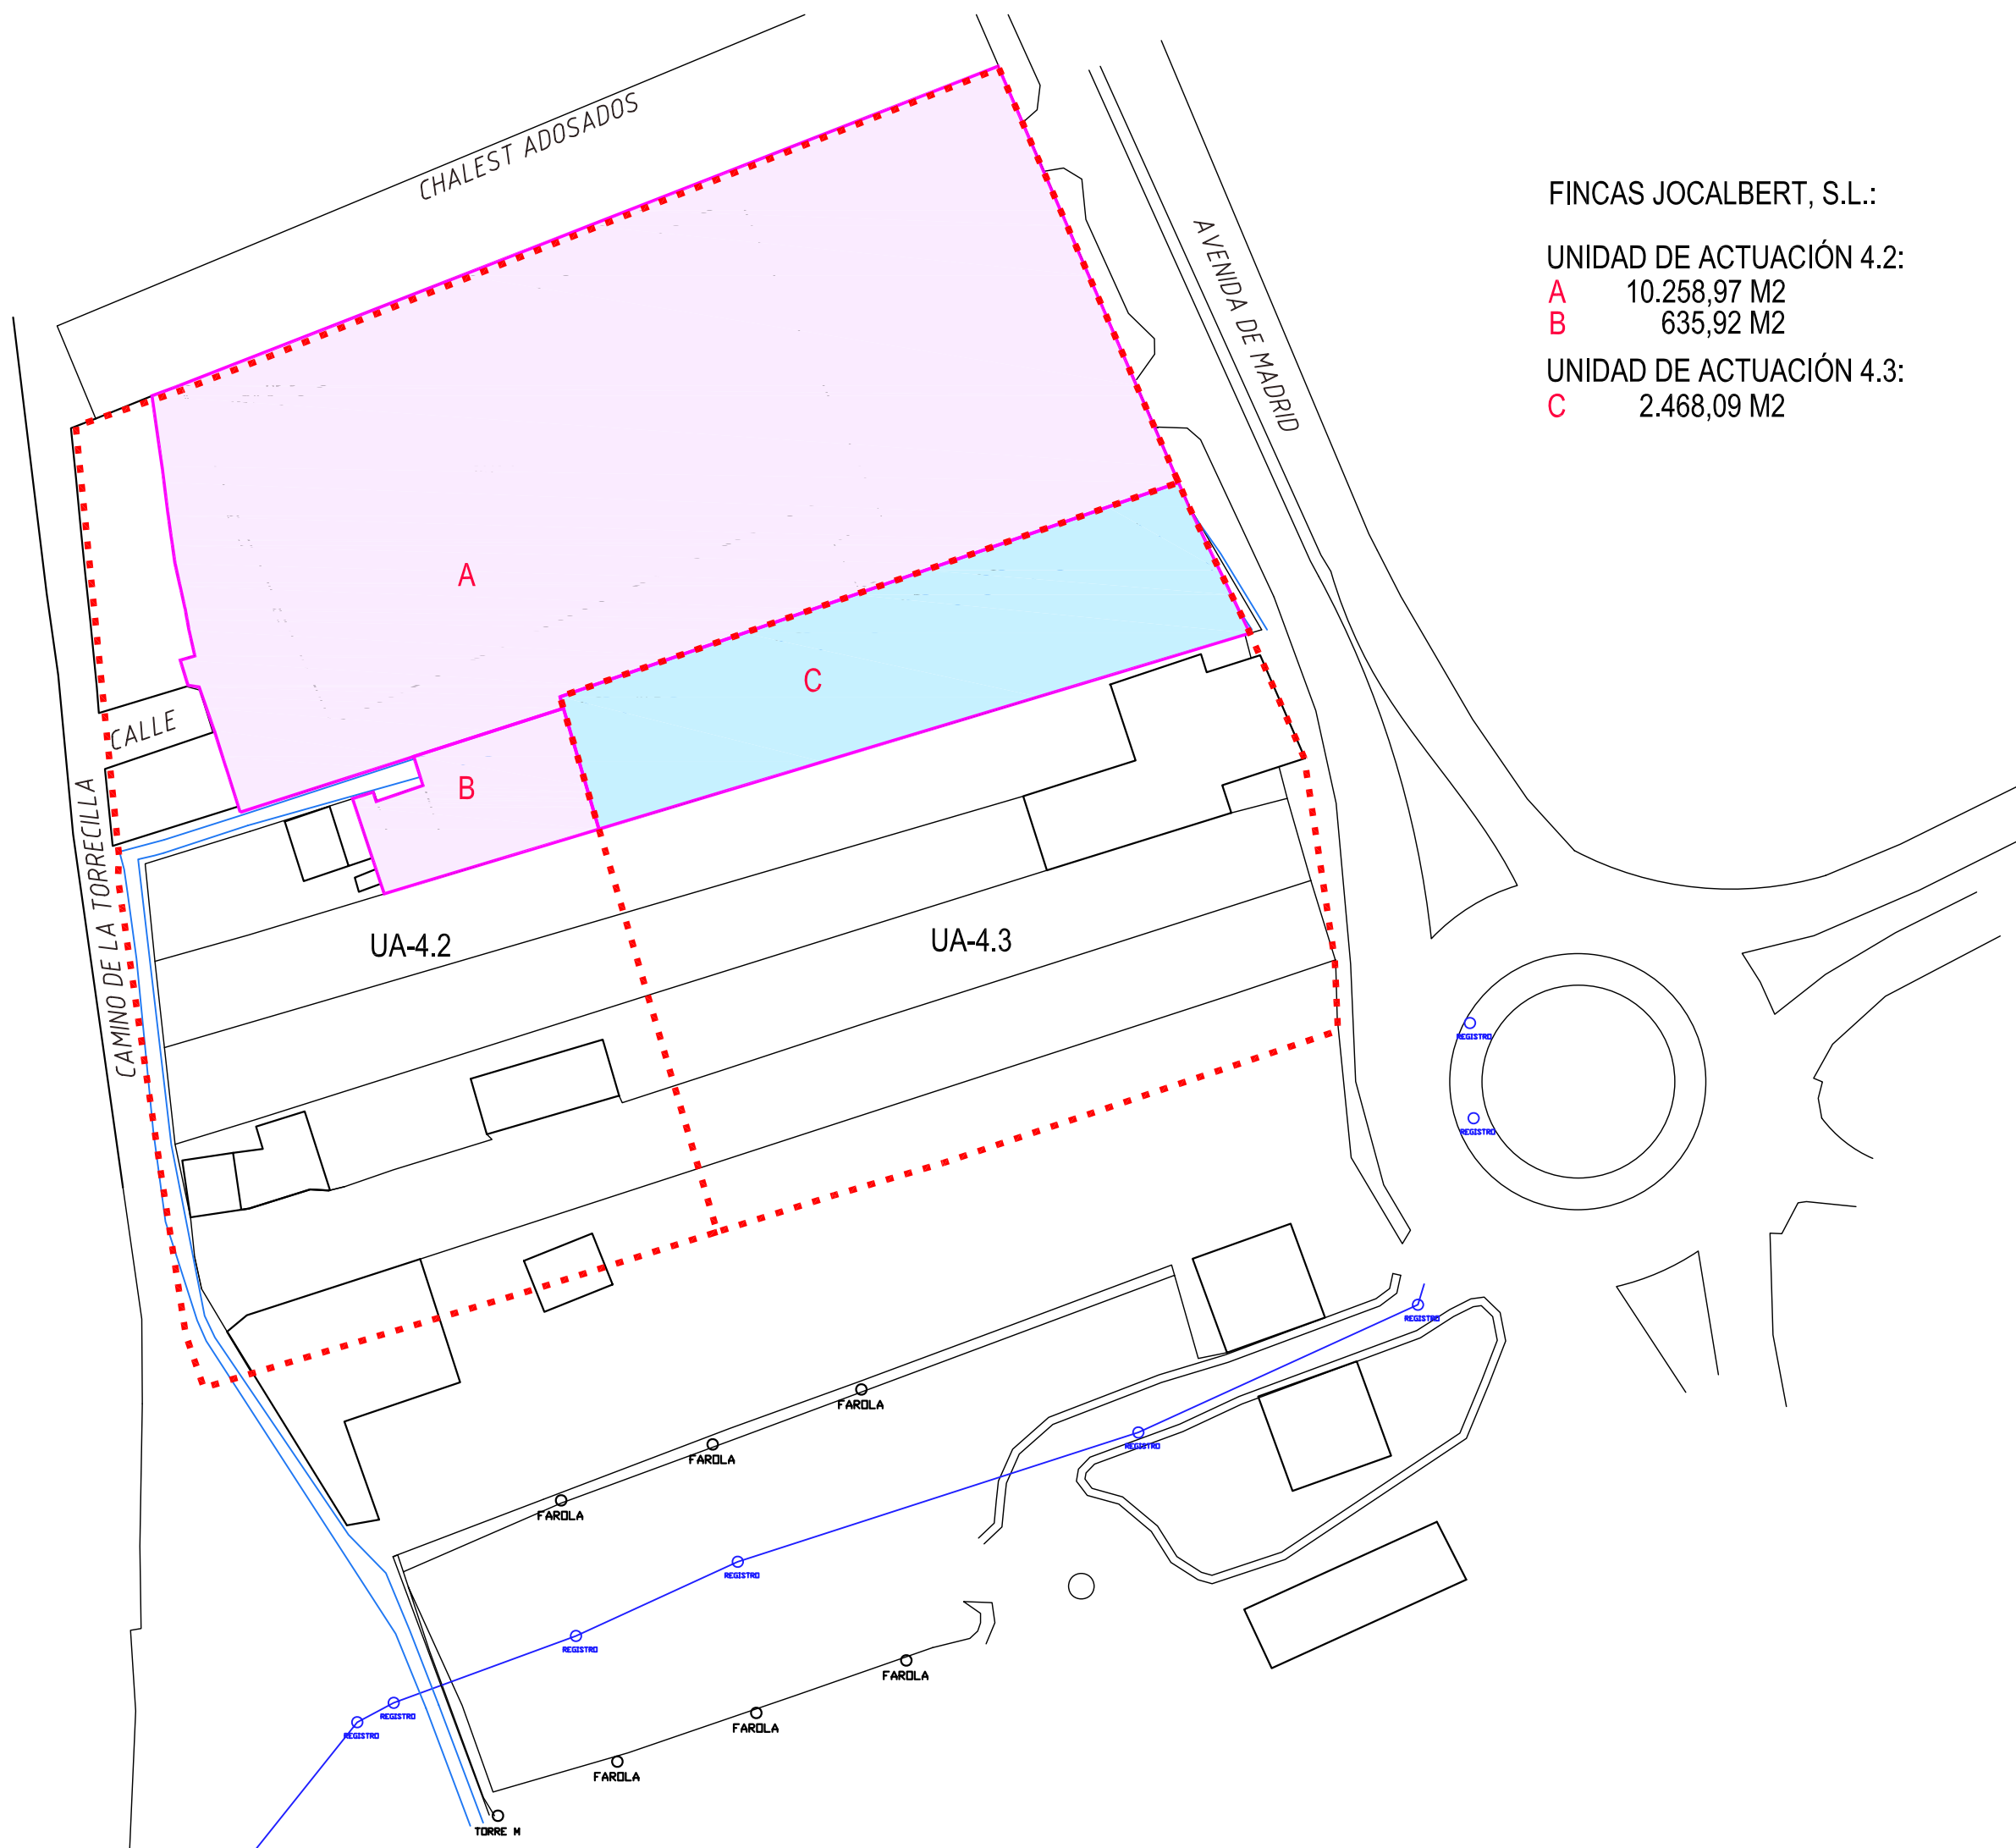 CHALEST ADOSADOS
AVENIDA DE MADRID
FINCAS JOCALBERT, S.L.:
UNIDAD DE ACTUACIÓN 4.2:
A 10.258,97 M2
B 635,92 M2
UNIDAD DE ACTUACIÓN 4.3:
C 2.468,09 M2
A
C
CALLE
B
CAMINO DE LA TORRECILLA
UA-4.2
UA-4.3
REGISTRO
REGISTRO
REGISTRO
FAROLA
REGISTRO
FAROLA
FAROLA
REGISTRO
REGISTRO
FAROLA
REGISTRO
FAROLA
REGISTRO
FAROLA
TORRE M